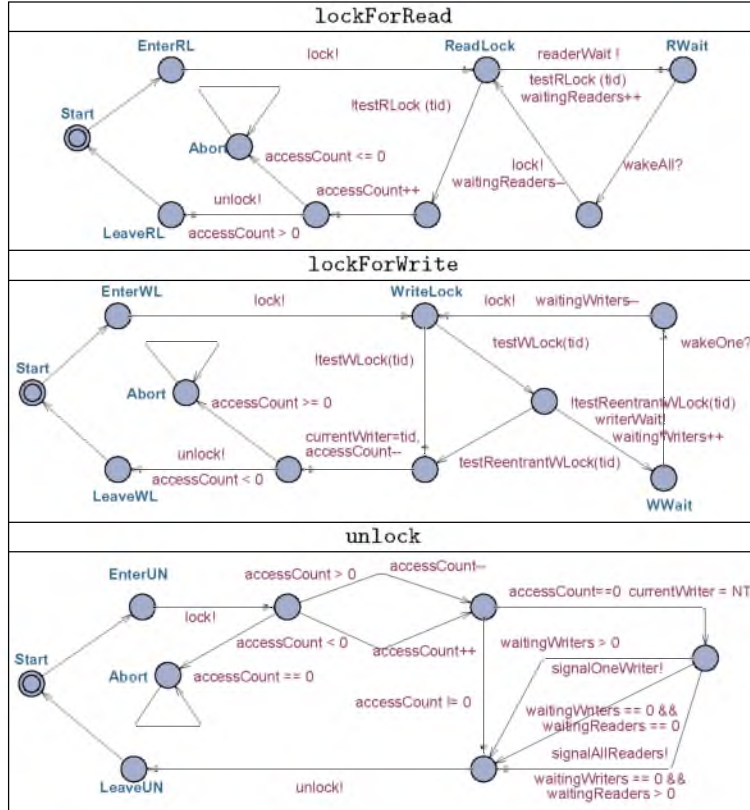 lockForRead
EnterRL
lock!
ReadLock
readerWait !
RWait
testRLock (tid)
waitingReaders++
Start
!testRLock (tid)
Abort
accessCount <= 0
lock!
waitingReaders--
wakeAll?
unlock!
accessCount++
LeaveRL
accessCount > 0
lockForWrite
EnterWL
lock!
WriteLock
lock! waitingWriters--
testWLock(tid)
wakeOne?
Start
!testWLock(tid)
Abort
accessCount >= 0
!testReentrantWLock(tid)
writerWait!
waitingWriters++
currentWriter=tid,
accessCount--
unlock!
testReentrantWLock(tid)
LeaveWL
accessCount < 0
WWait
unlock
EnterUN
accessCount > 0
accessCount--
accessCount==0 currentWriter = NT
lock!
accessCount < 0
accessCount++
waitingWriters > 0
Start
signalOneWriter!
Abort
accessCount == 0
accessCount != 0
waitingWriters == 0 &&
waitingReaders == 0
signalAllReaders!
LeaveUN
unlock!
waitingWriters == 0 &&
waitingReaders > 0